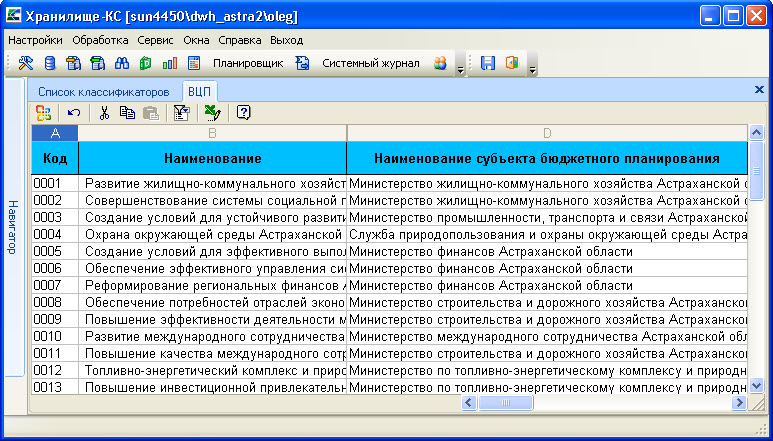 Хранилище-КС [sun4450\dwh_astra2\oleg]
Настройки Обработка Сервис Окна Справка Выход
Планировщик Системный журнал
Список классификаторов ВЦП
A B D
Код Наименование Наименование субъекта бюджетного планирования
0001 Развитие жилищно-коммунального хозяйст Министерство жилищно-коммунального хозяйства Астраханской о
0002 Совершенствование системы социальной п Министерство жилищно-коммунального хозяйства Астраханской о
0003 Создание условий для устойчивого развити Министерство промышленности, транспорта и связи Астраханской
0004 Охрана окружающей среды Астраханской Служба природопользования и охраны окружающей среды Астра
0005 Создание условий для эффективного выпол Министерство финансов Астраханской области
0006 Обеспечение эффективного управления сис Министерство финансов Астраханской области
0007 Реформирование региональных финансов А Министерство финансов Астраханской области
0008 Обеспечение потребностей отраслей эконо Министерство строительства и дорожного хозяйства Астраханско
0009 Повышение эффективности деятельности м Министерство строительства и дорожного хозяйства Астраханско
0010 Развитие международного сотрудничества Министерство международного сотрудничества Астраханской обл
0011 Повышение качества международного сотр Министерство строительства и дорожного хозяйства Астраханско
0012 Топливно-энергетический комплекс и приро Министерство по топливно-энергетическому комплексу и природн
0013 Повышение инвестиционной привлекательн Министерство по топливно-энергетическому комплексу и природн
Навигатор